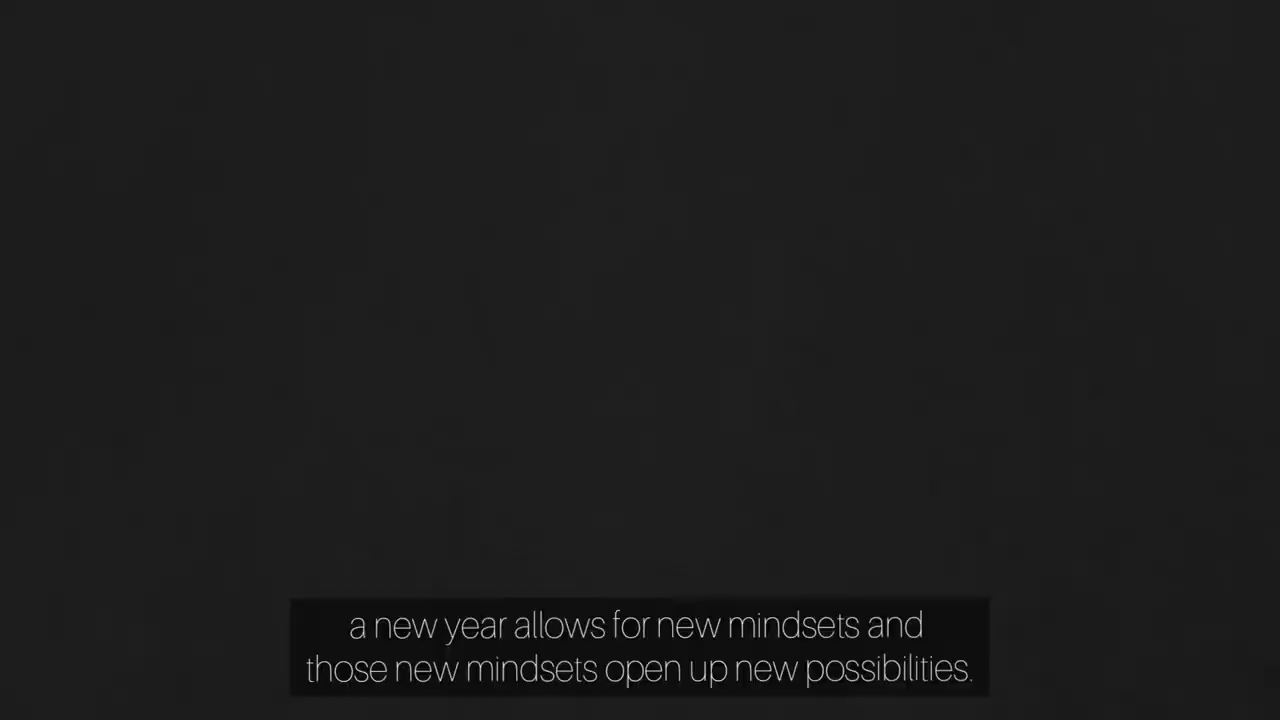 a new year allows for new mindsets and
those new mindsets open up new possibilities.